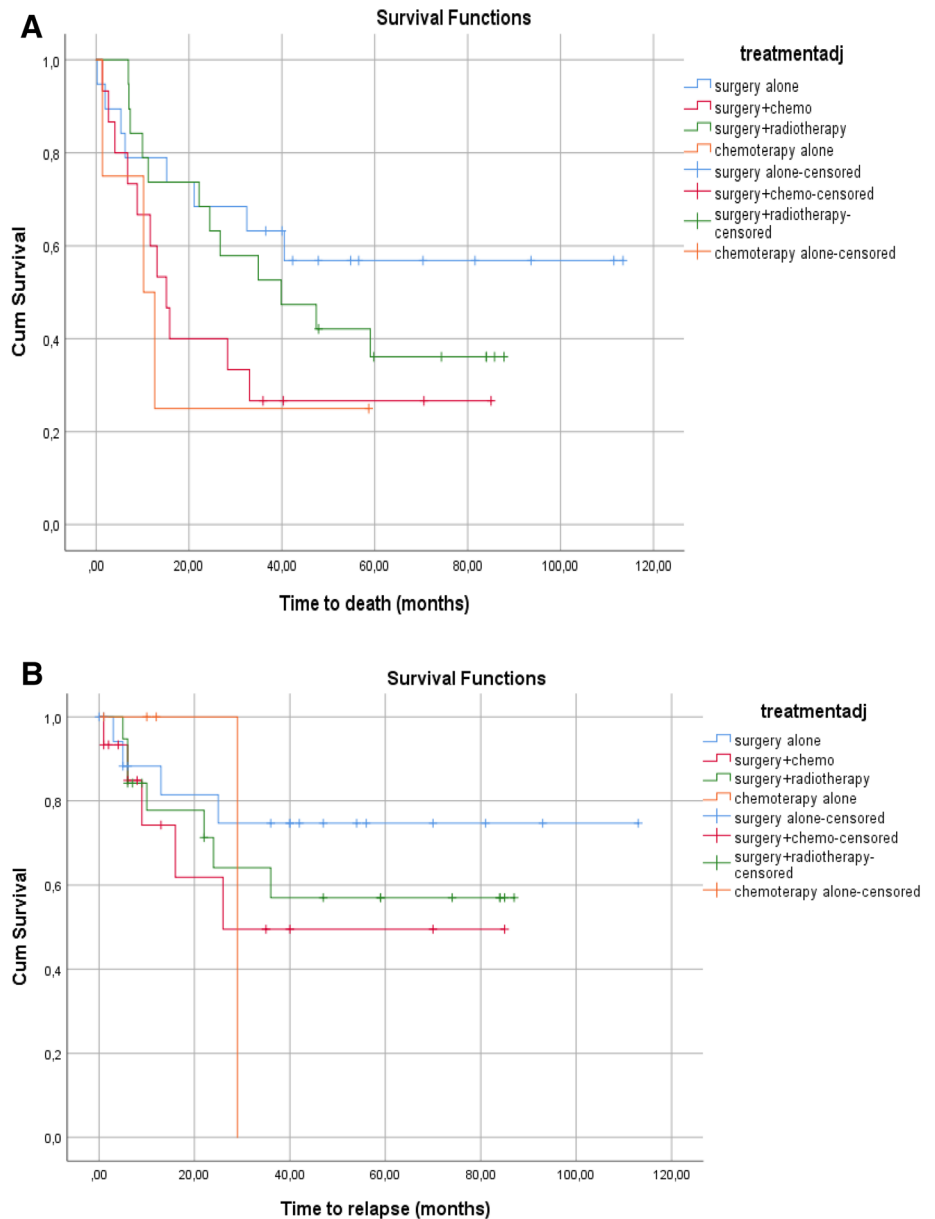 A
Survival Functions
treatmentadj
surgery alone
surgery+chemo
surgery+radiotherapy
chemoterapy alone
surgery alone-censored
surgery+chemo-censored
surgery+radiotherapy-
censored
chemoterapy alone-censored
Cum Survival
1,0
0,8
0,6
0,4
0,2
0,0
,00 20,00 40,00 60,00 80,00 100,00 120,00
Time to death (months)
B
Survival Functions
treatmentadj
surgery alone
surgery+chemo
surgery+radiotherapy
chemoterapy alone
surgery alone-censored
surgery+chemo-censored
surgery+radiotherapy-
censored
chemoterapy alone-censored
Cum Survival
1,0
0,8
0,6
0,4
0,2
0,0
,00 20,00 40,00 60,00 80,00 100,00 120,00
Time to relapse (months)